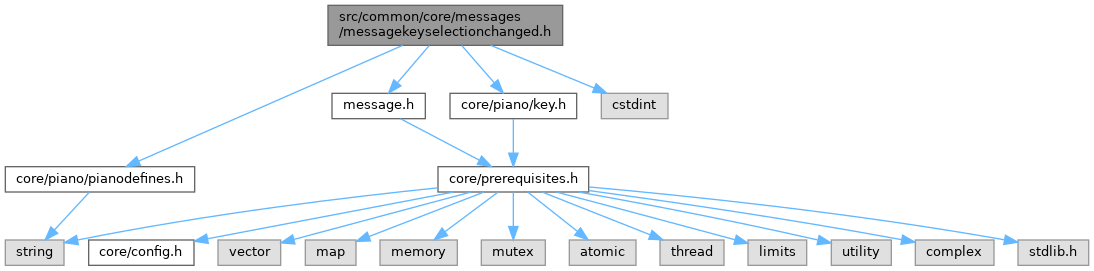 src/common/core/messages
/messagekeyselectionchanged.h
message.h
core/piano/key.h
cstdint
core/piano/pianodefines.h
core/prerequisites.h
string
core/config.h
vector
map
memory
mutex
atomic
thread
limits
utility
complex
stdlib.h